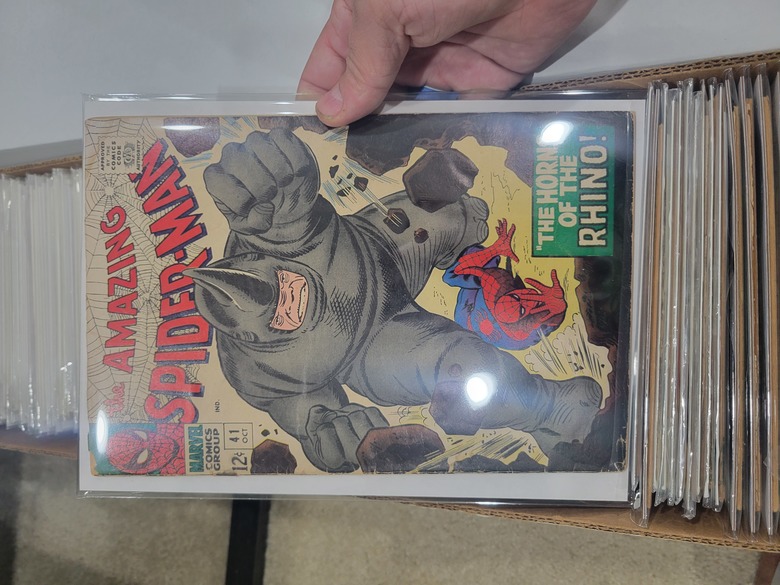 MARVEL
COMICS
GROUP
12¢
41
OCT
IND.
THE AMAZING
SPIDER-MAN
APPROVED
BY THE
COMICS
CODE
AUTHORITY
"THE HORN
OF THE
RHINO!